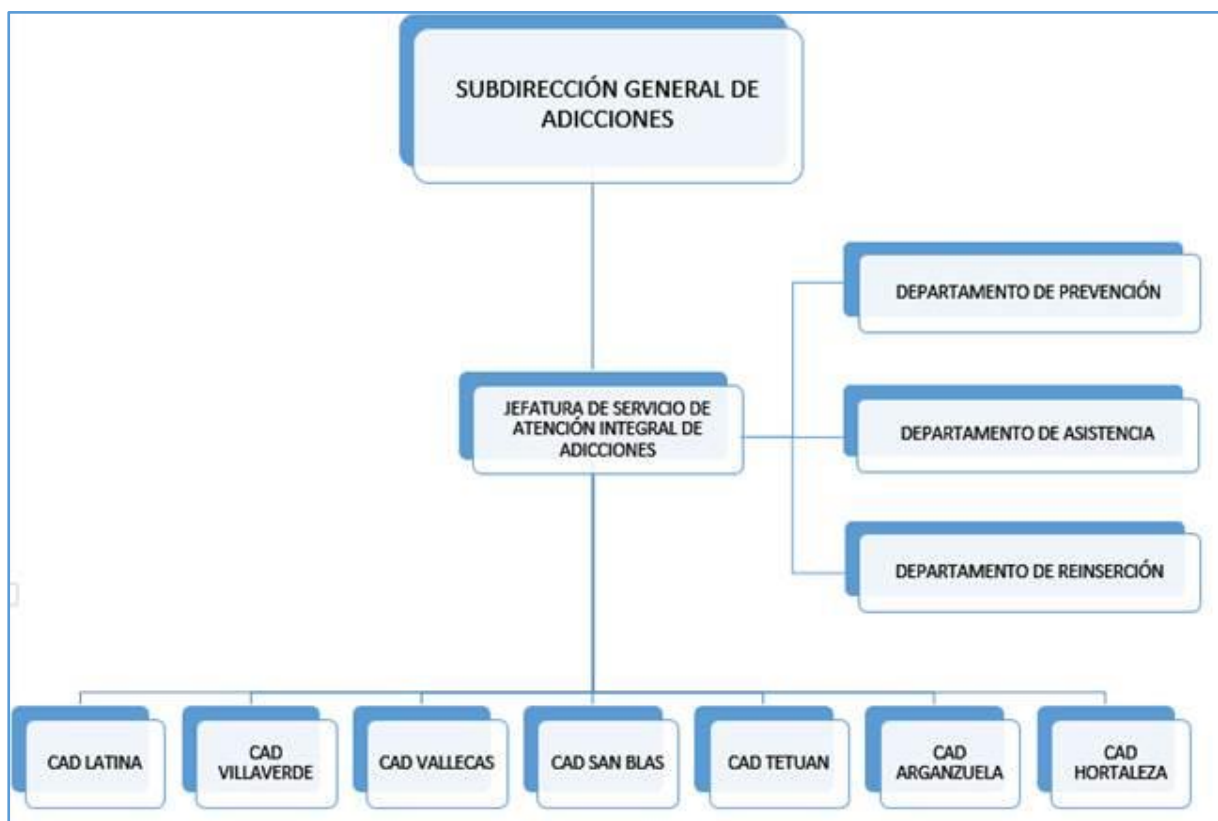 SUBDIRECCIÓN GENERAL DE
ADICCIONES
DEPARTAMENTO DE PREVENCIÓN
JEFATURA DE SERVICIO DE
ATENCIÓN INTEGRAL DE
ADICCIONES
DEPARTAMENTO DE ASISTENCIA
DEPARTAMENTO DE REINSERCIÓN
CAD LATINA
CAD
VILLAVERDE
CAD VALLECAS
CAD SAN BLAS
CAD TETUAN
CAD
ARGANZUELA
CAD
HORTALEZA